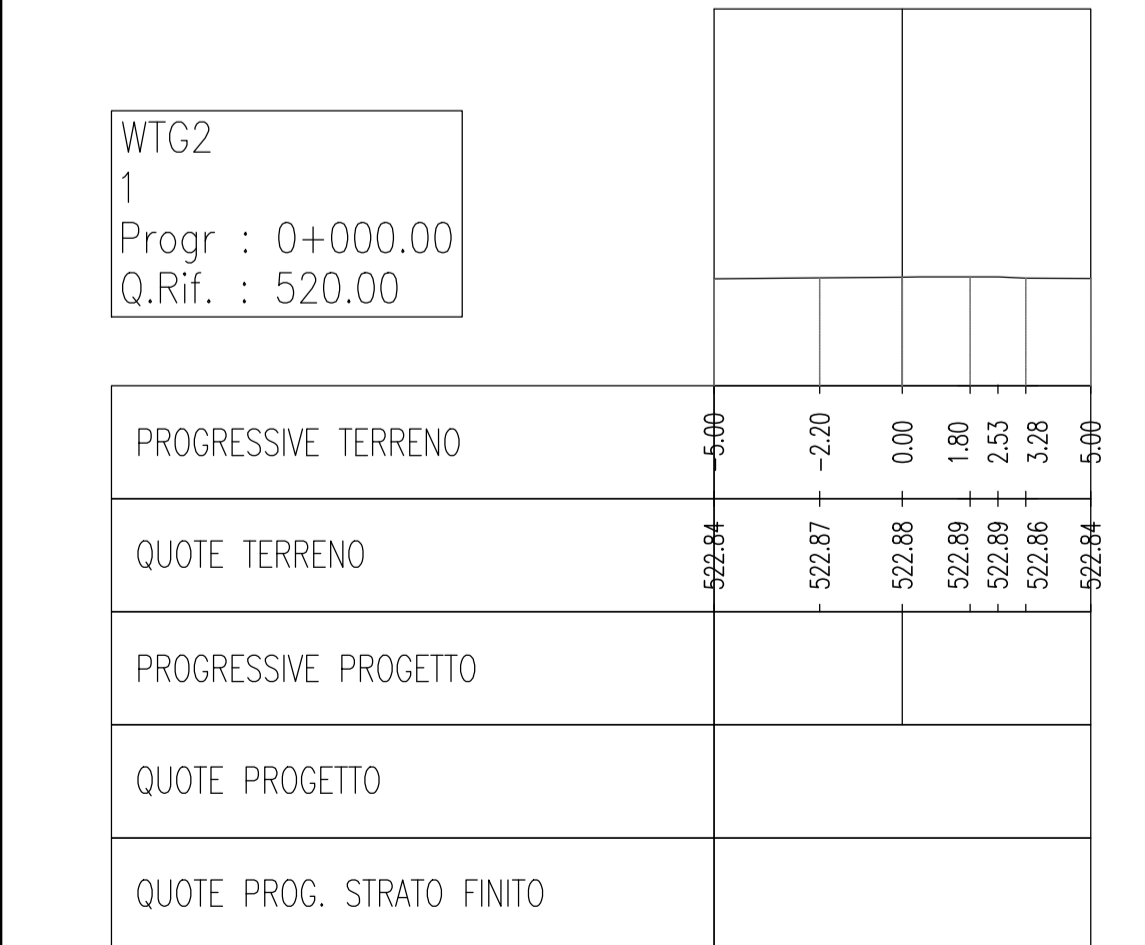 WTG2
1
Progr : 0+000.00
Q.Rif. : 520.00
PROGRESSIVE TERRENO
-5.00 -2.20 0.00 1.80 2.53 3.28 5.00
QUOTE TERRENO
522.84 522.87 522.88 522.89 522.89 522.86 522.84
PROGRESSIVE PROGETTO
QUOTE PROGETTO
QUOTE PROG. STRATO FINITO